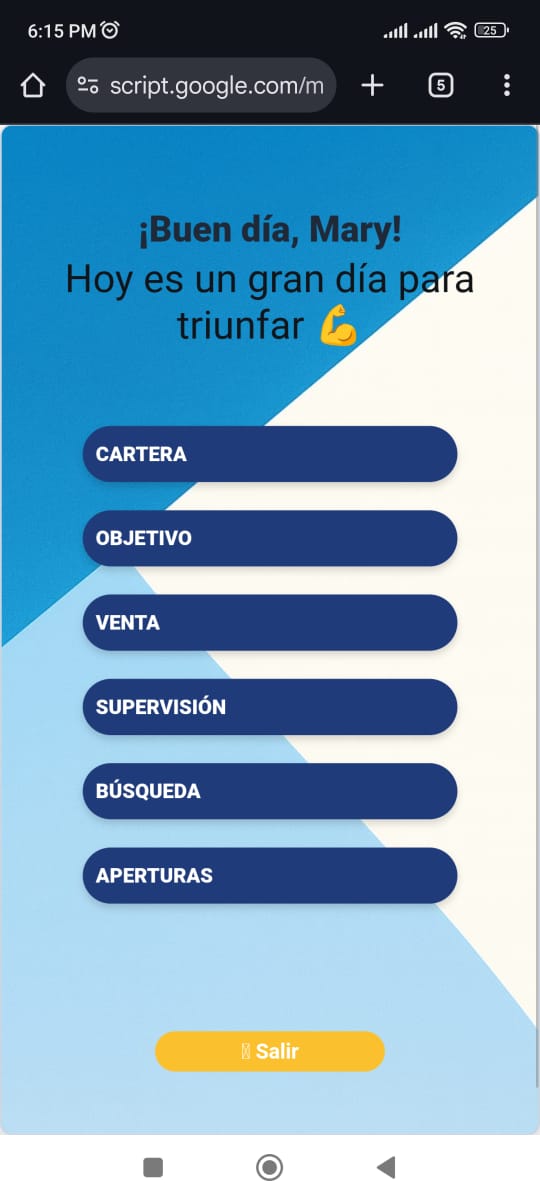 6:15 PM
25
script.google.com/m
5
¡Buen día, Mary!
Hoy es un gran día para
triunfar 💪
CARTERA
OBJETIVO
VENTA
SUPERVISIÓN
BÚSQUEDA
APERTURAS
Salir